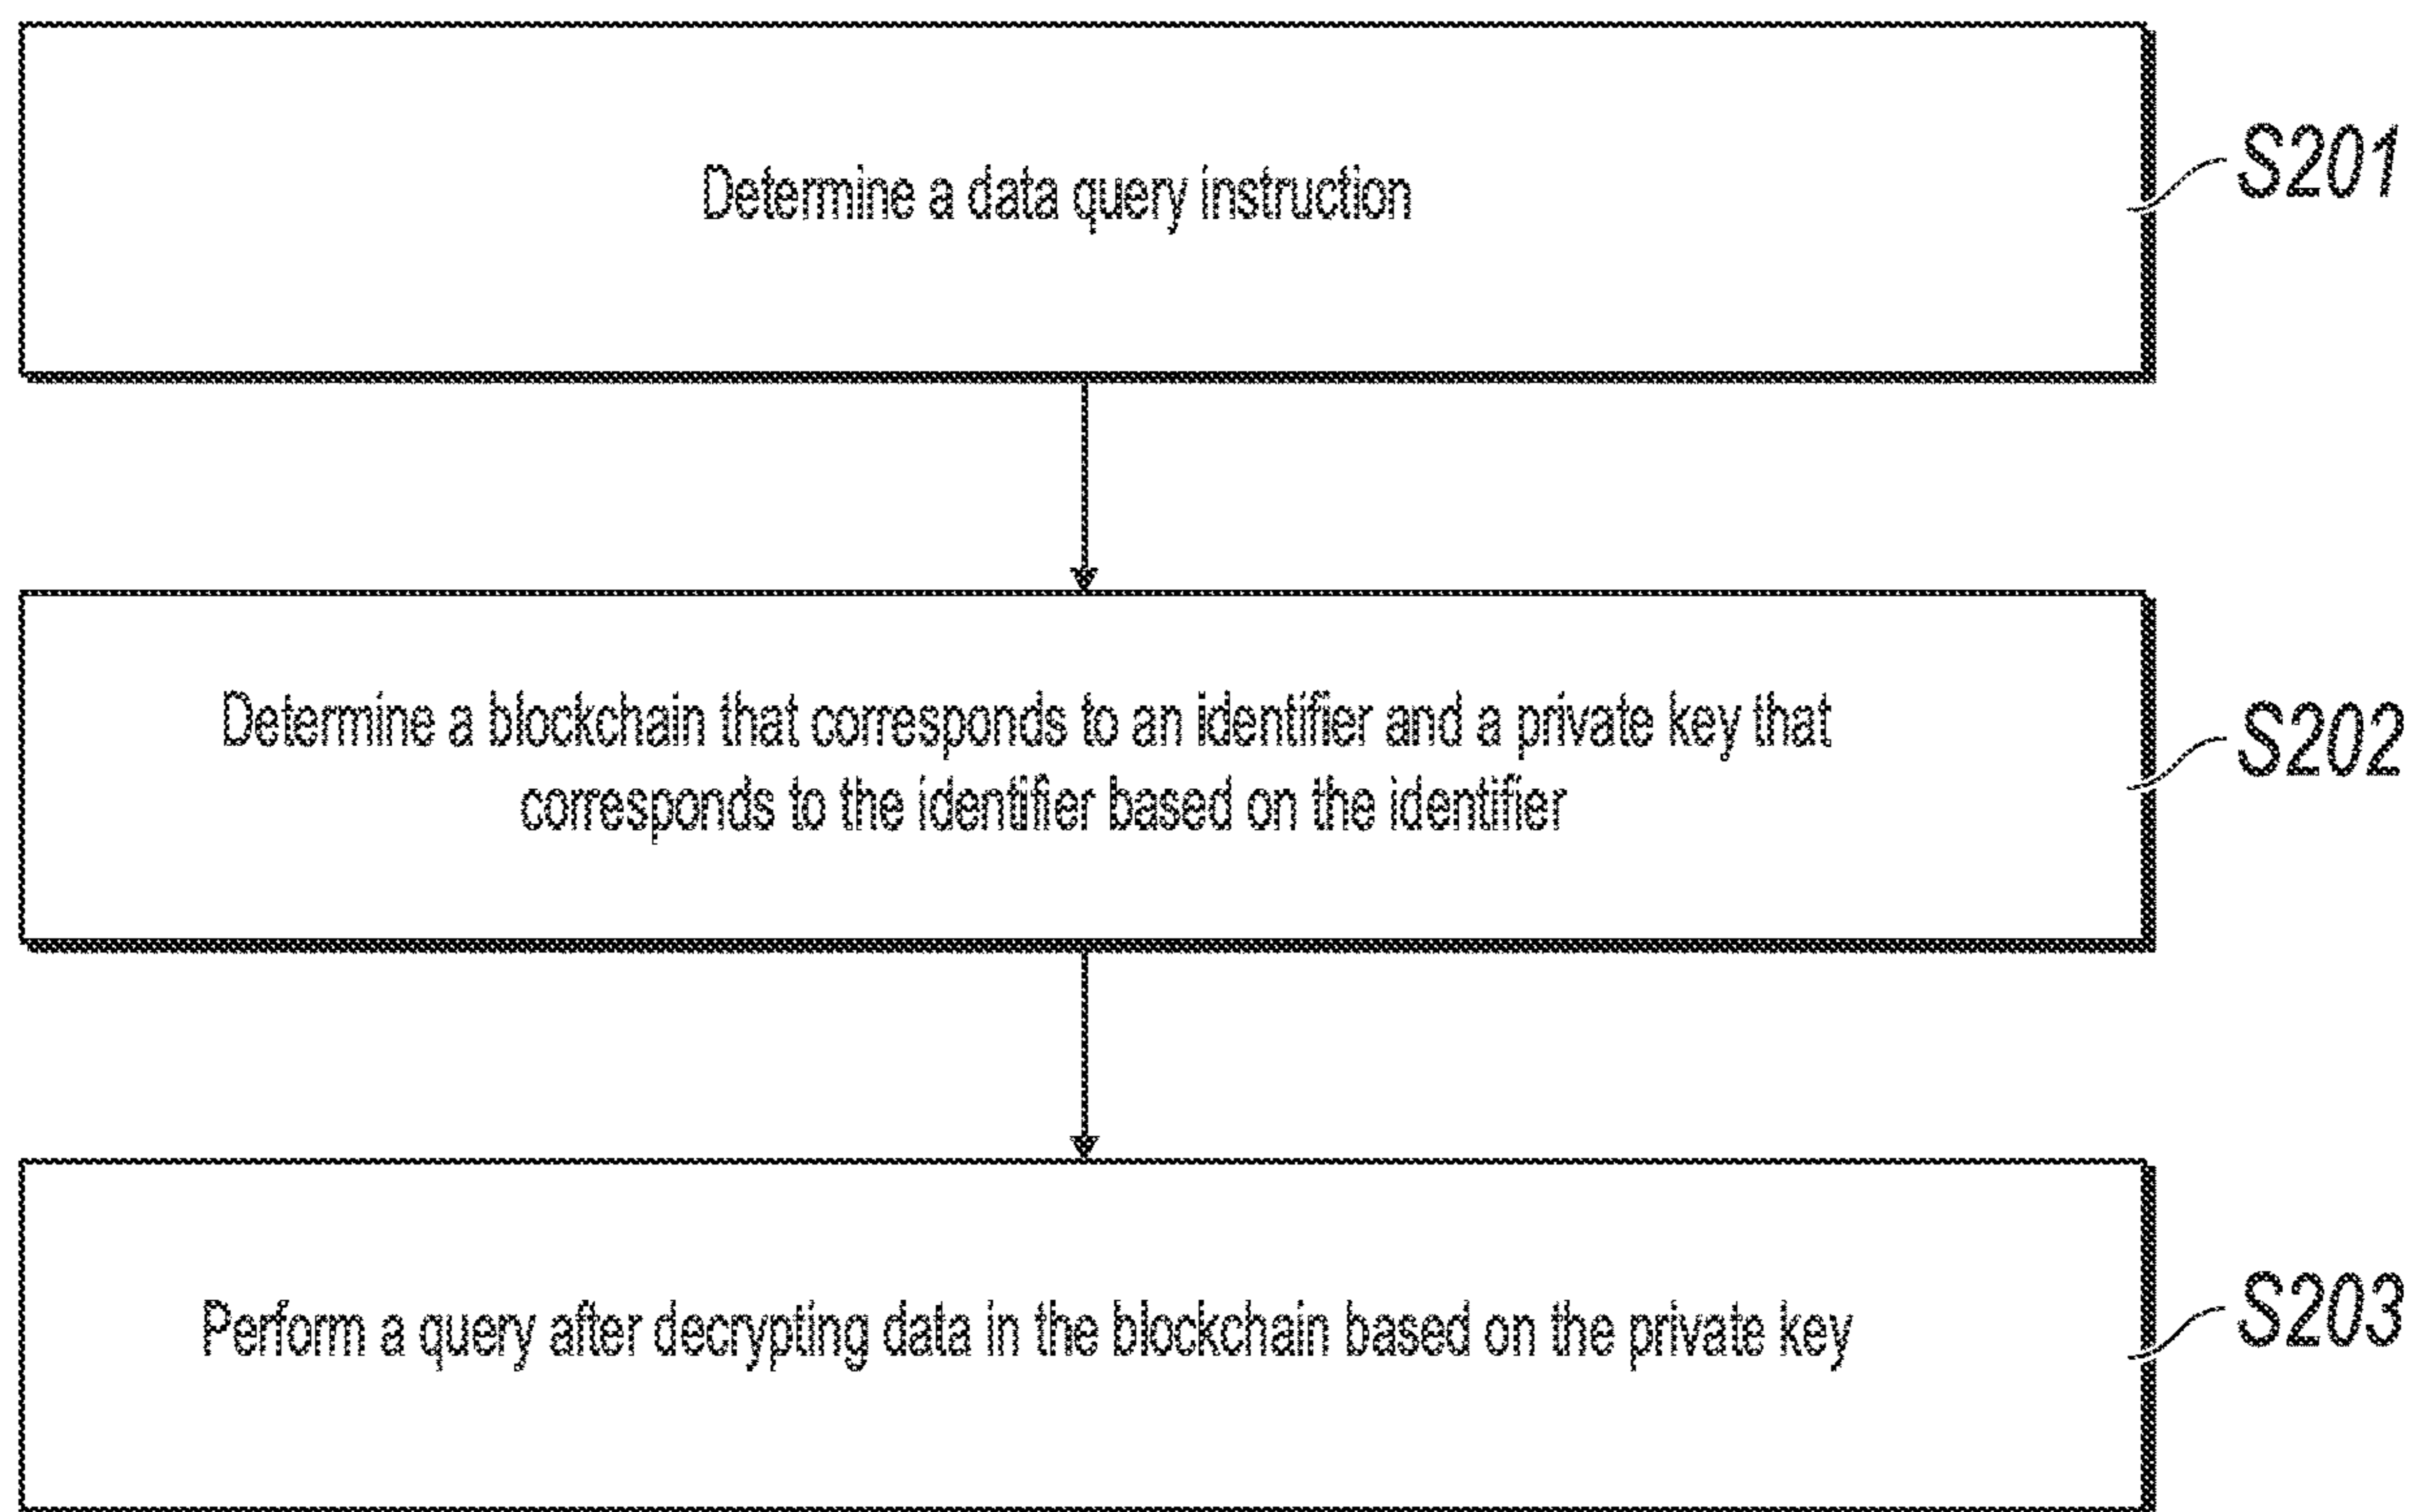 Determine a data query instruction
S201
Determine a blockchain that corresponds to an identifier and a private key that
corresponds to the identifier based on the identifier
S202
Perform a query after decrypting data in the blockchain based on the private key
S203